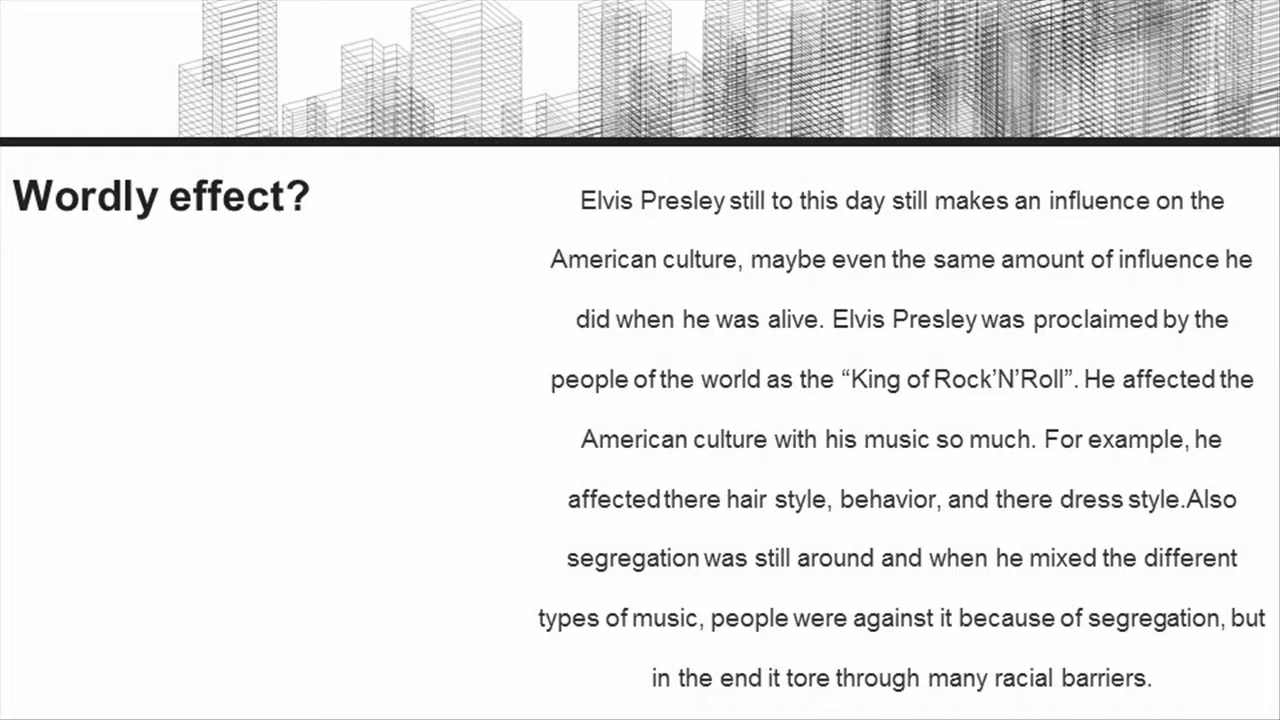 Wordly effect?
Elvis Presley still to this day still makes an influence on the
American culture, maybe even the same amount of influence he
did when he was alive. Elvis Presley was proclaimed by the
people of the world as the “King of Rock’N’Roll”. He affected the
American culture with his music so much. For example, he
affected there hair style, behavior, and there dress style.Also
segregation was still around and when he mixed the different
types of music, people were against it because of segregation, but
in the end it tore through many racial barriers.